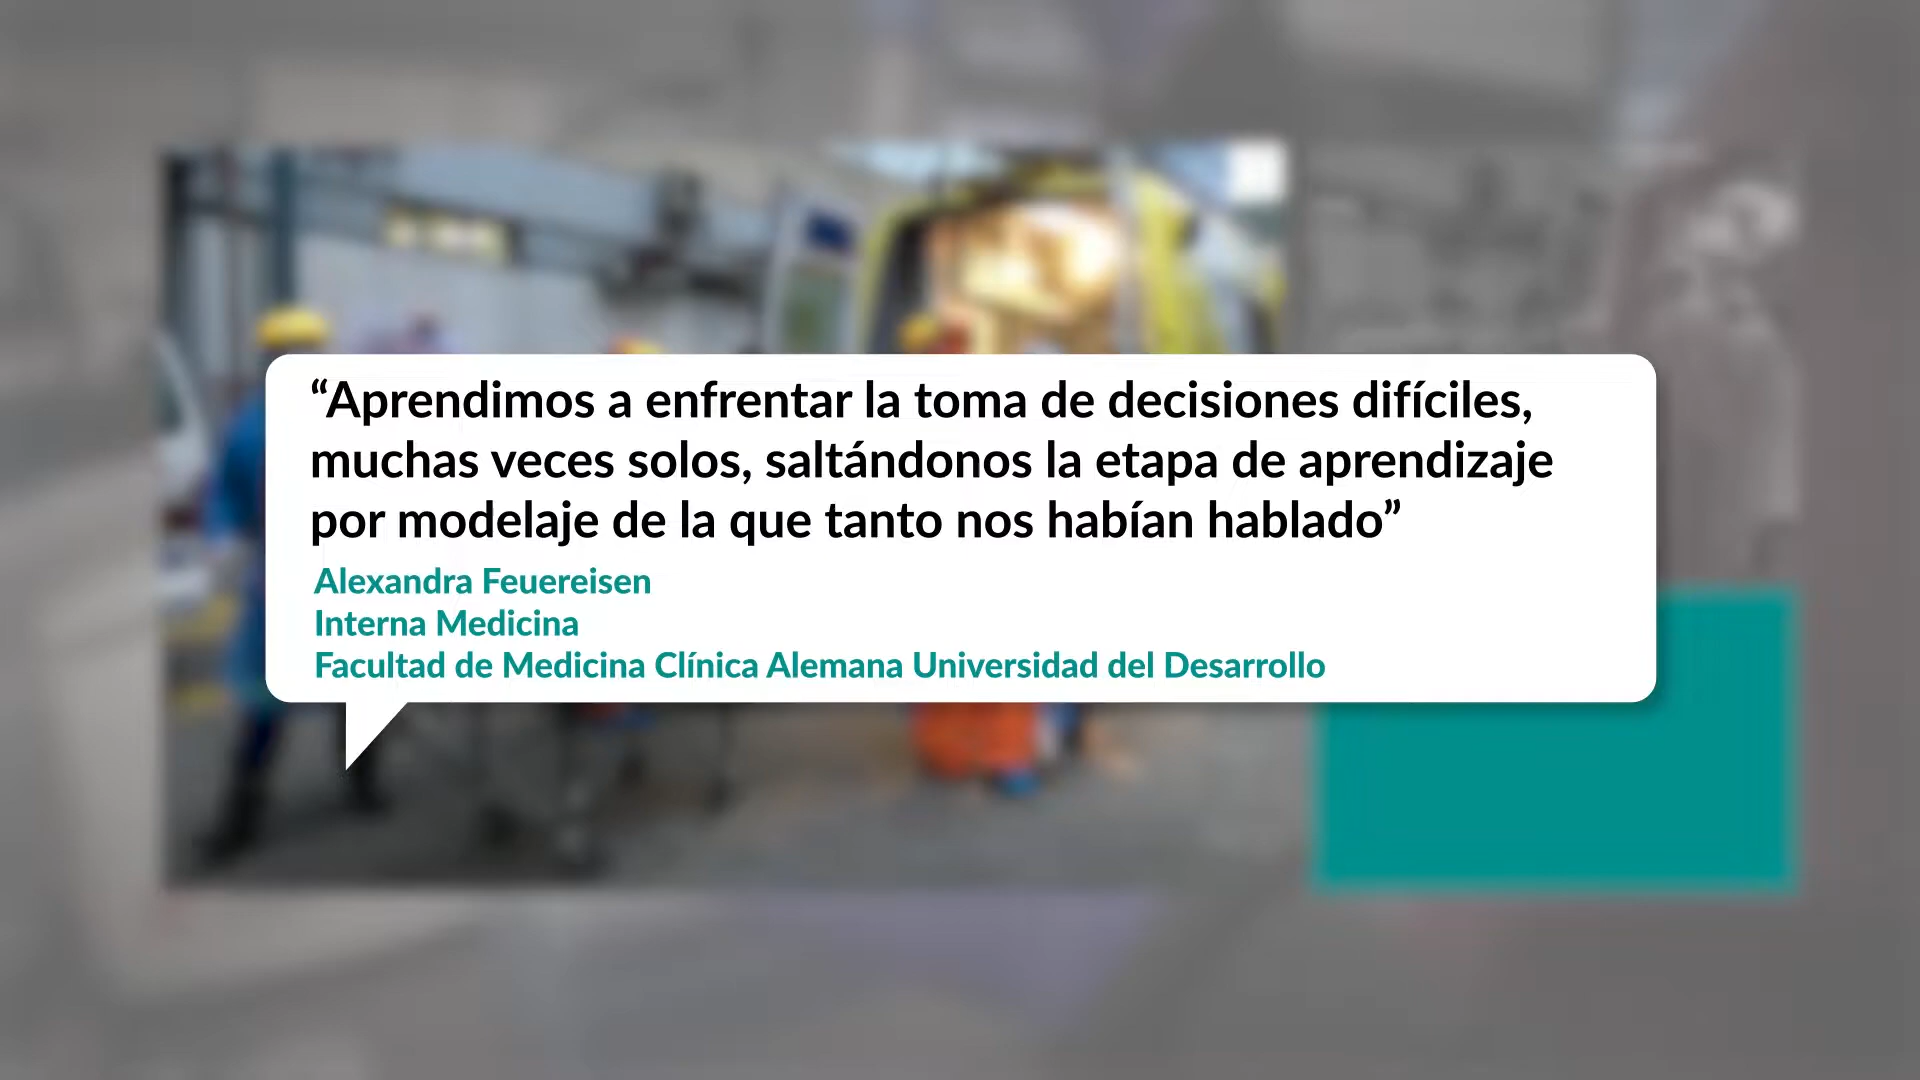 “Aprendimos a enfrentar la toma de decisiones difíciles,
muchas veces solos, saltándonos la etapa de aprendizaje
por modelaje de la que tanto nos habían hablado”
Alexandra Feuereisen
Interna Medicina
Facultad de Medicina Clínica Alemana Universidad del Desarrollo